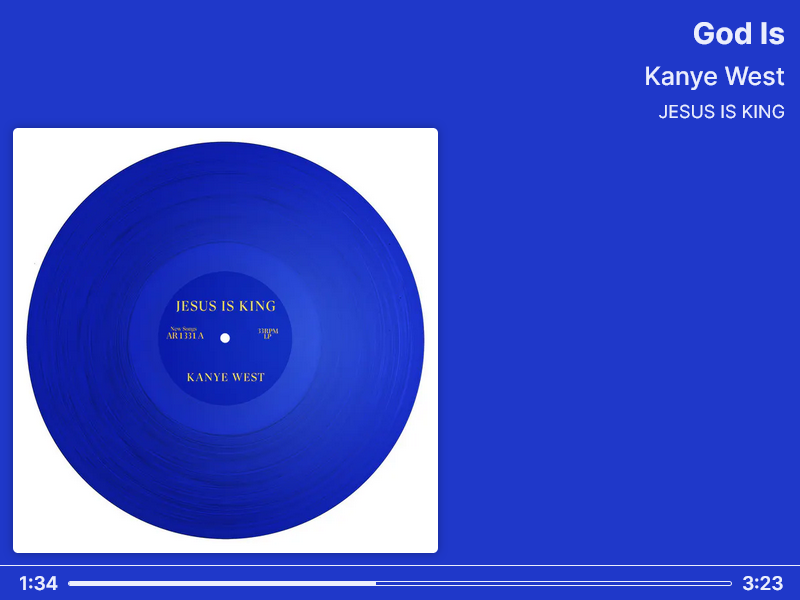 God Is
Kanye West
JESUS IS KING
JESUS IS KING
New Songs
AR1331A
33RPM
LP
KANYE WEST
1:34
3:23